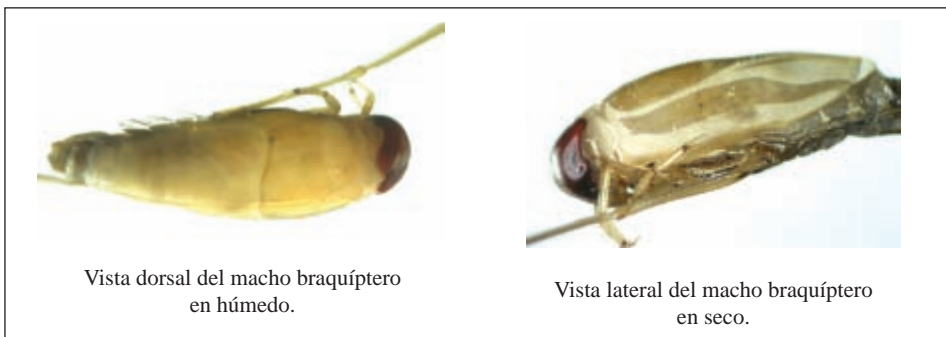 Vista dorsal del macho braquíptero
en húmedo.
Vista lateral del macho braquíptero
en seco.